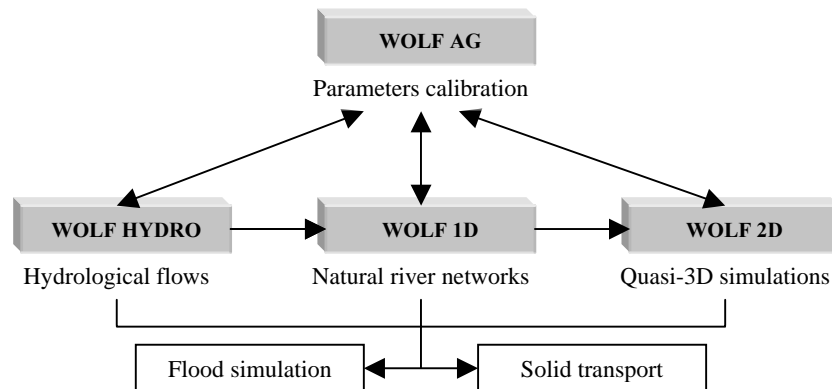 WOLF AG
Parameters calibration
WOLF HYDRO
WOLF 1D
WOLF 2D
Hydrological flows
Natural river networks
Quasi-3D simulations
Flood simulation
Solid transport